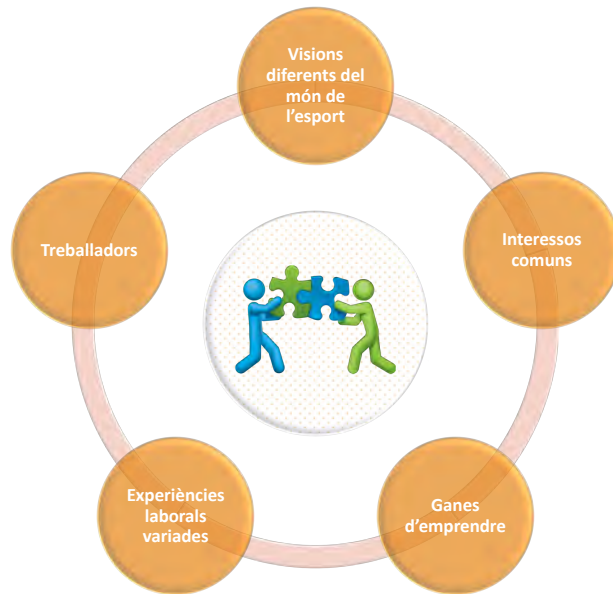 Visions
diferents del
món de
l’esport
Interessos
comuns
Ganes
d’emprendre
Experiències
laborals
variades
Treballadors